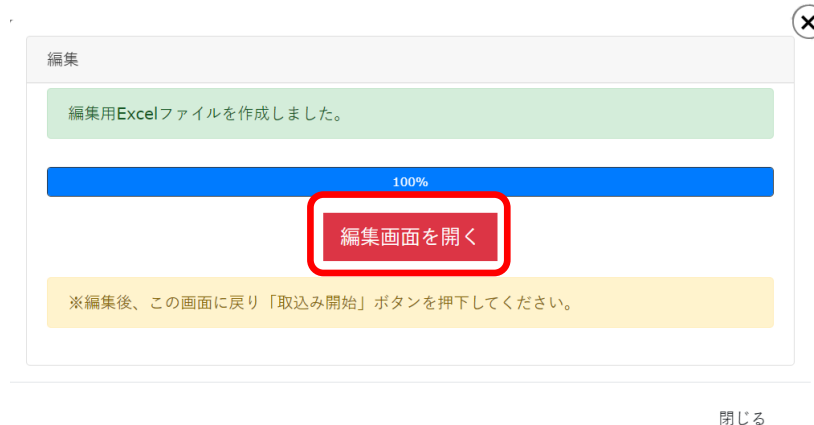 編集
編集用Excelファイルを作成しました。
100%
編集画面を開く
※編集後、この画面に戻り「取込み開始」ボタンを押下してください。
閉じる